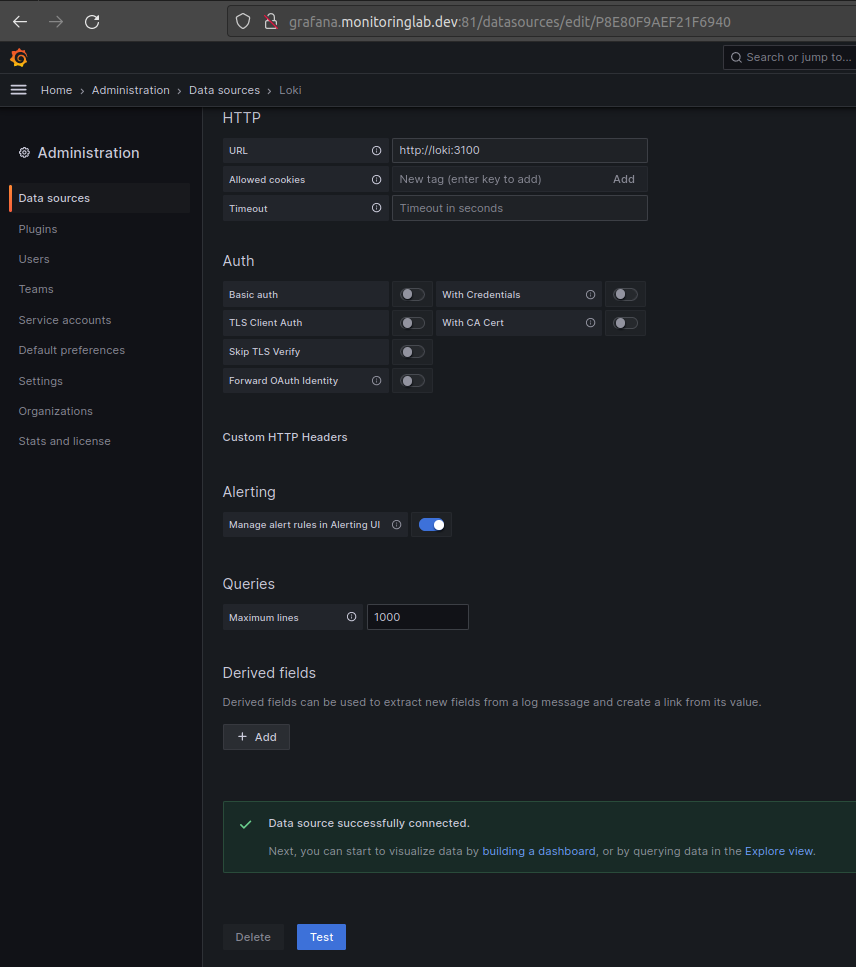 grafana.monitoringlab.dev:81/datasources/edit/P8E80F9AEF21F6940
Search or jump to...
Home › Administration › Data sources › Loki
Administration
Data sources
Plugins
Users
Teams
Service accounts
Default preferences
Settings
Organizations
Stats and license
HTTP
URL http://loki:3100
Allowed cookies New tag (enter key to add) Add
Timeout Timeout in seconds
Auth
Basic auth With Credentials
TLS Client Auth With CA Cert
Skip TLS Verify
Forward OAuth Identity
Custom HTTP Headers
Alerting
Manage alert rules in Alerting UI
Queries
Maximum lines 1000
Derived fields
Derived fields can be used to extract new fields from a log message and create a link from its value.
+ Add
Data source successfully connected.
Next, you can start to visualize data by building a dashboard, or by querying data in the Explore view.
Delete Test